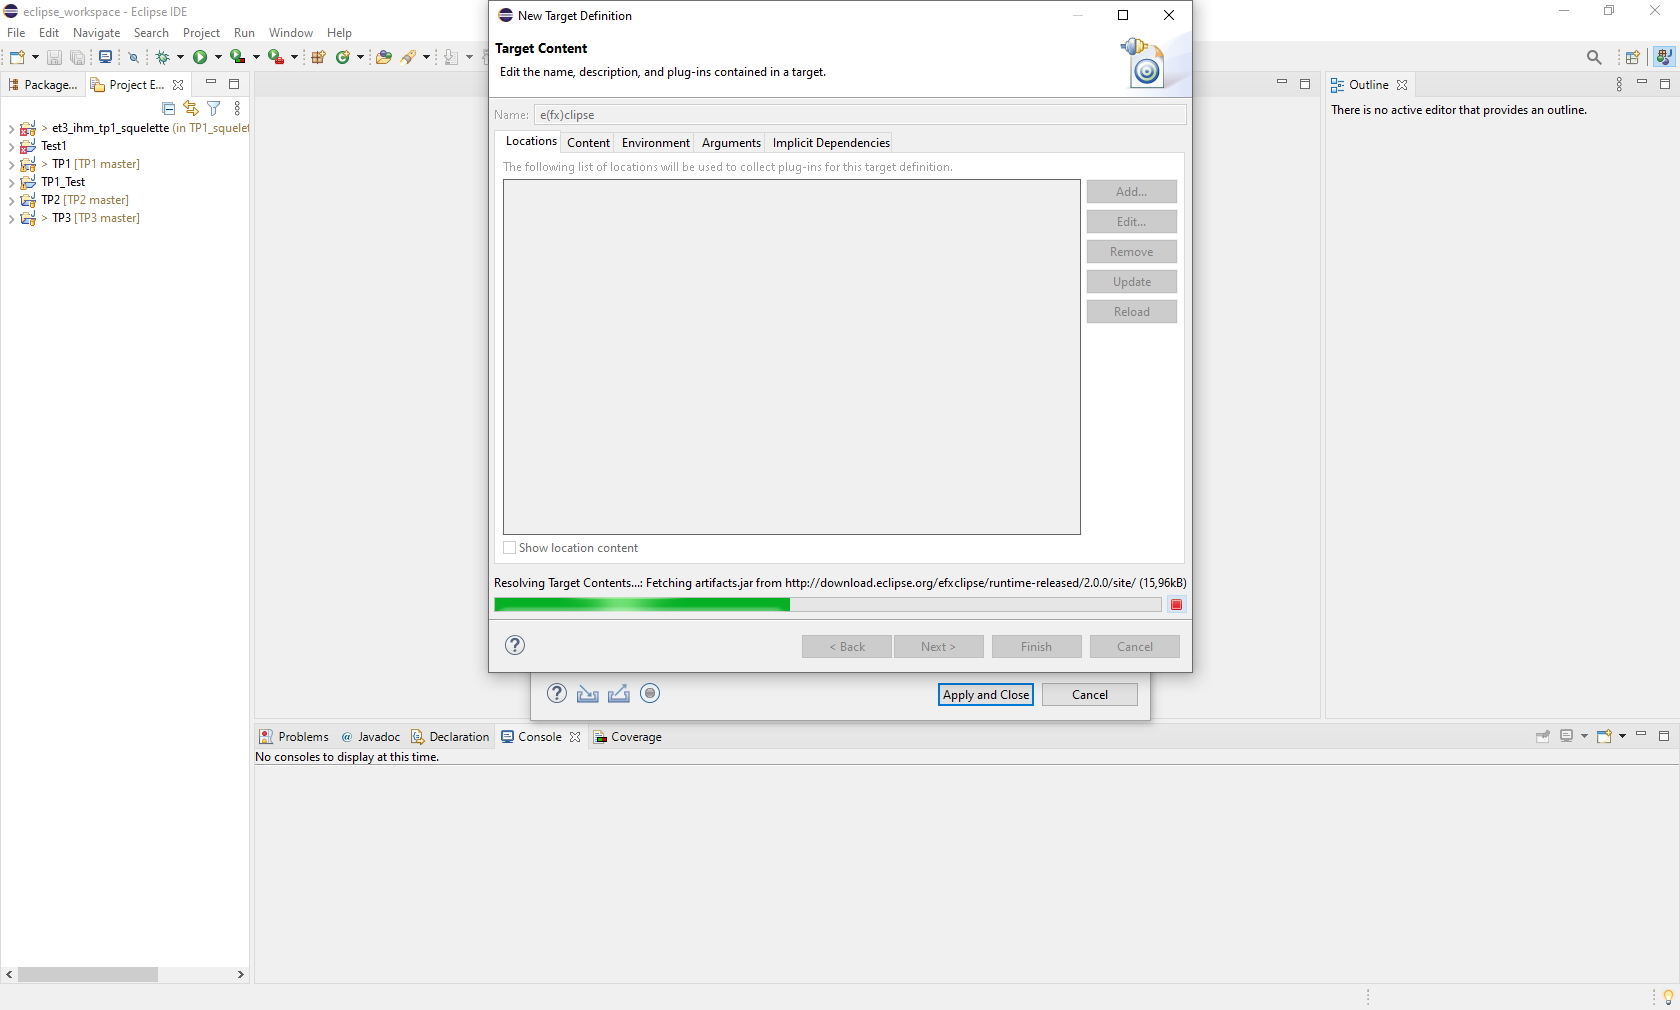 eclipse_workspace - Eclipse IDE
File Edit Navigate Search Project Run Window Help
Package...
Project E...
> et3_ihm_tp1_squelette (in TP1_squelet
Test1
> TP1 [TP1 master]
TP1_Test
TP2 [TP2 master]
> TP3 [TP3 master]
New Target Definition
Target Content
Edit the name, description, and plug-ins contained in a target.
Name: e(fx)clipse
Locations Content Environment Arguments Implicit Dependencies
The following list of locations will be used to collect plug-ins for this target definition.
Add...
Edit...
Remove
Update
Reload
Show location content
Resolving Target Contents...: Fetching artifacts.jar from http://download.eclipse.org/efxclipse/runtime-released/2.0.0/site/ (15,96kB)
< Back Next > Finish Cancel
Apply and Close Cancel
Outline
There is no active editor that provides an outline.
Problems @ Javadoc Declaration Console Coverage
No consoles to display at this time.